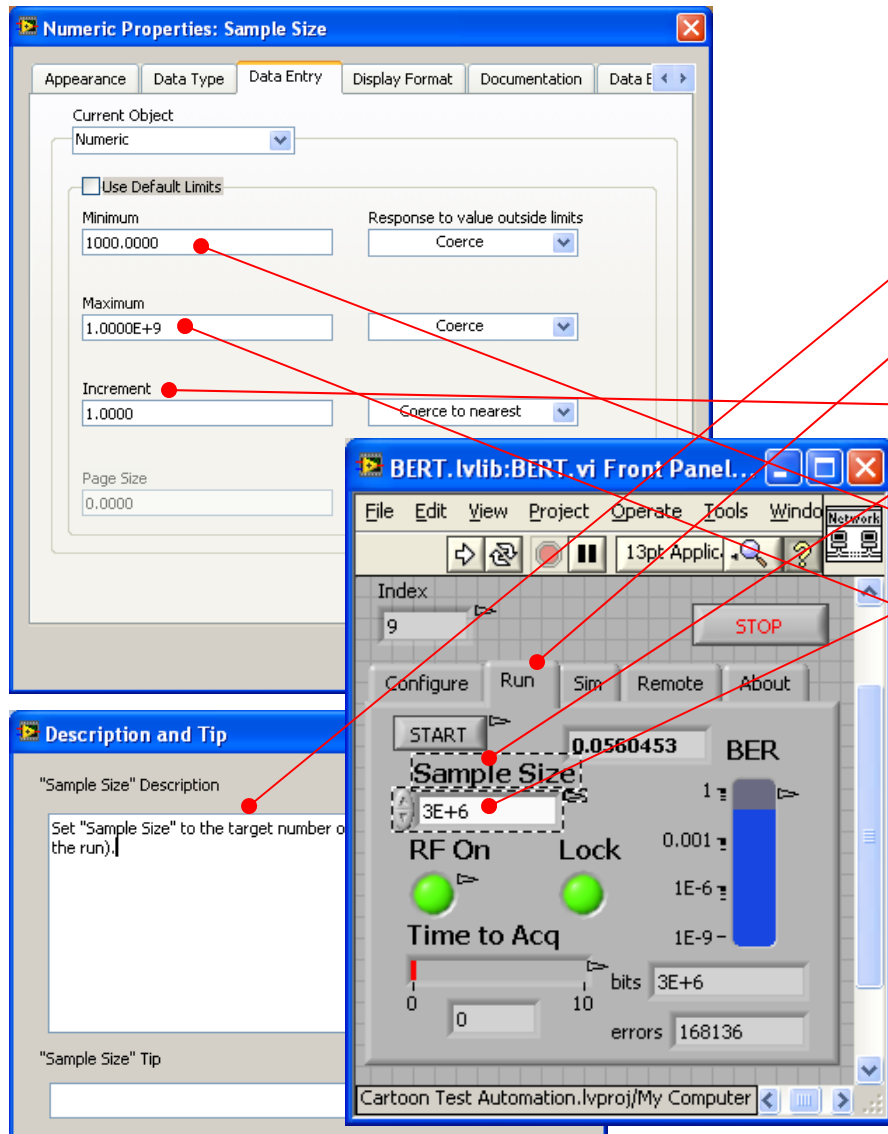 Numeric Properties: Sample Size
Appearance
Data Type
Data Entry
Display Format
Documentation
Data E
Current Object
Numeric
Use Default Limits
Minimum
Response to value outside limits
1000.0000
Coerce
Maximum
1.0000E+9
Coerce
Increment
1.0000
Coerce to nearest
Page Size
0.0000
BERT.lvlib:BERT.vi Front Panel...
File Edit View Project Operate Tools Windo
Network
13pt Applic
Index
9
STOP
Configure
Run
Sim
Remote
About
START
0.0560453
BER
Sample Size
3E+6
RF On
Lock
1
0.001
1E-6
1E-9
Time to Acq
0
10
0
bits 3E+6
errors 168136
Cartoon Test Automation.lvproj/My Computer
Description and Tip
"Sample Size" Description
Set "Sample Size" to the target number o
the run).
"Sample Size" Tip